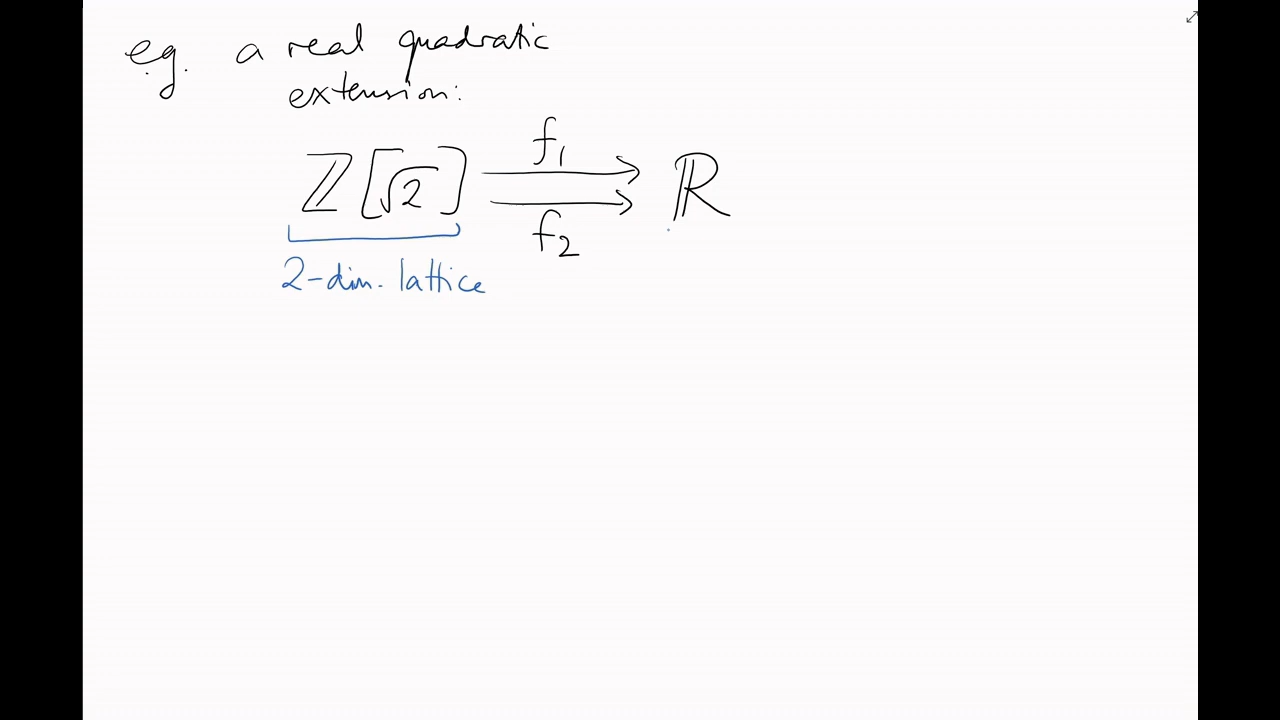 e.g. a real quadratic
extension:
f₁
ℤ[√2] ⇉ ℝ
f₂
2-dim. lattice